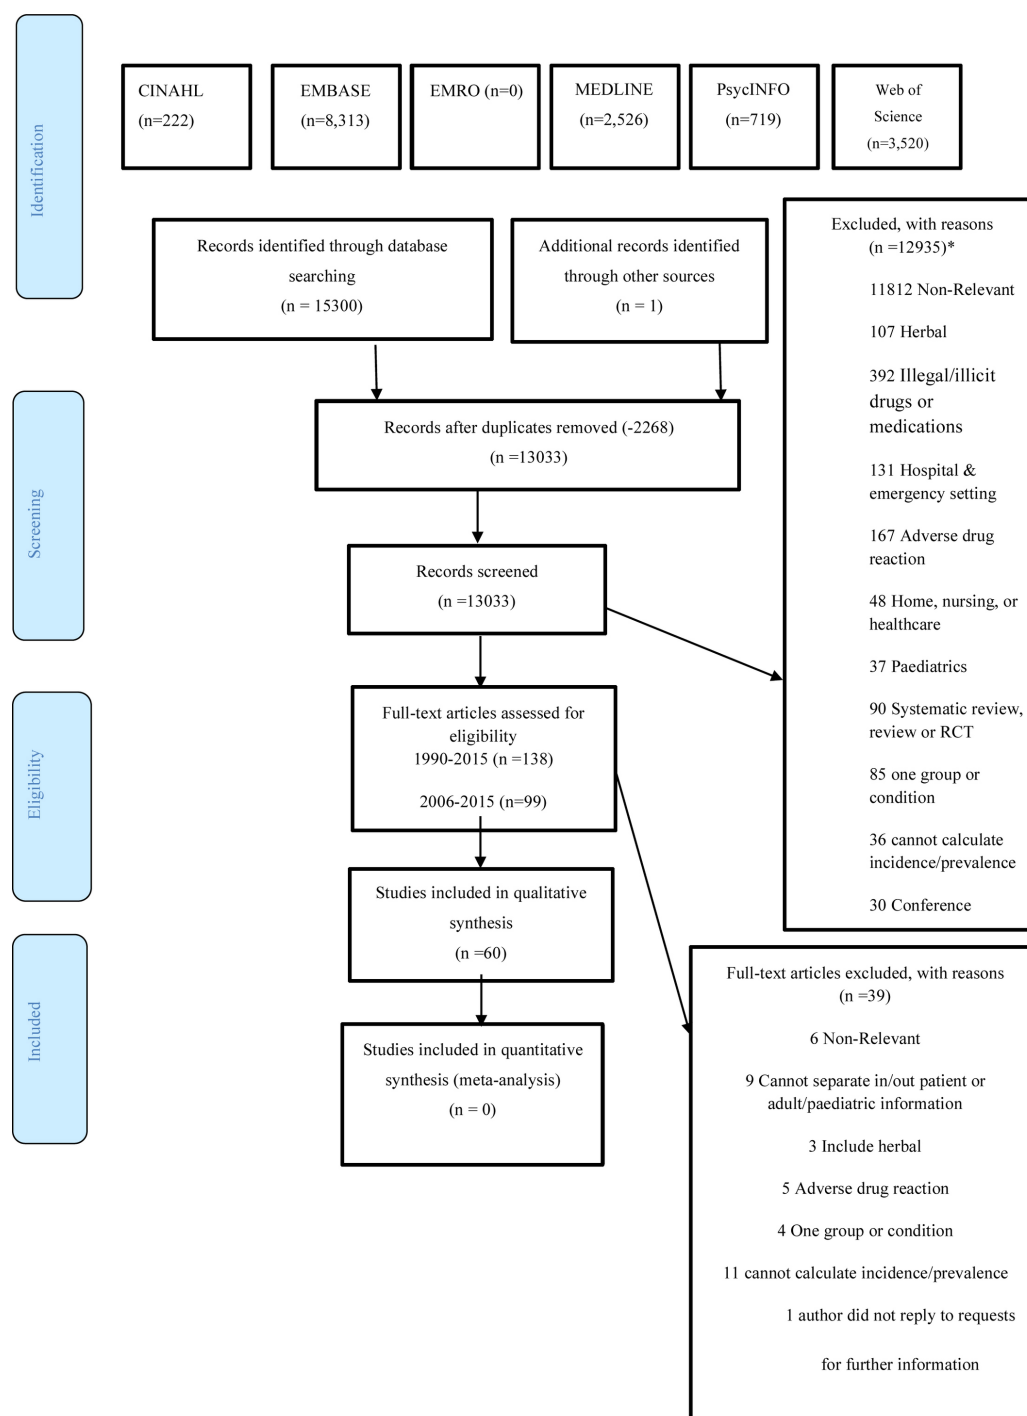 Identification
CINAHL
(n=222)
EMBASE
(n=8,313)
EMRO (n=0)
MEDLINE
(n=2,526)
PsycINFO
(n=719)
Web of
Science
(n=3,520)
Records identified through database
searching
(n = 15300)
Additional records identified
through other sources
(n = 1)
Excluded, with reasons
(n =12935)*
11812 Non-Relevant
107 Herbal
392 Illegal/illicit
drugs or
medications
131 Hospital &
emergency setting
167 Adverse drug
reaction
48 Home, nursing, or
healthcare
37 Paediatrics
90 Systematic review,
review or RCT
85 one group or
condition
36 cannot calculate
incidence/prevalence
30 Conference
Screening
Records after duplicates removed (-2268)
(n =13033)
Records screened
(n =13033)
Eligibility
Full-text articles assessed for
eligibility
1990-2015 (n =138)
2006-2015 (n=99)
Studies included in qualitative
synthesis
(n =60)
Included
Studies included in quantitative
synthesis (meta-analysis)
(n = 0)
Full-text articles excluded, with reasons
(n =39)
6 Non-Relevant
9 Cannot separate in/out patient or
adult/paediatric information
3 Include herbal
5 Adverse drug reaction
4 One group or condition
11 cannot calculate incidence/prevalence
1 author did not reply to requests
for further information